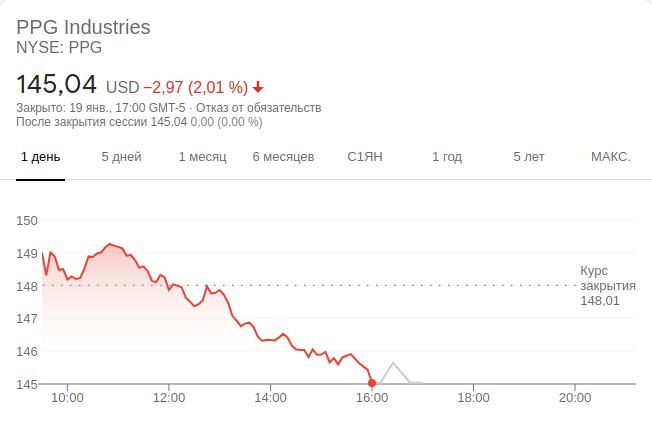 PPG Industries
NYSE: PPG
145,04 USD −2,97 (2,01 %)
Закрыто: 19 янв., 17:00 GMT-5 · Отказ от обязательств
После закрытия сессии 145,04 0,00 (0,00 %)
1 день 5 дней 1 месяц 6 месяцев С1ЯН 1 год 5 лет МАКС.
150
149
148
147
146
145
Курс
закрытия
148,01
10:00 12:00 14:00 16:00 18:00 20:00